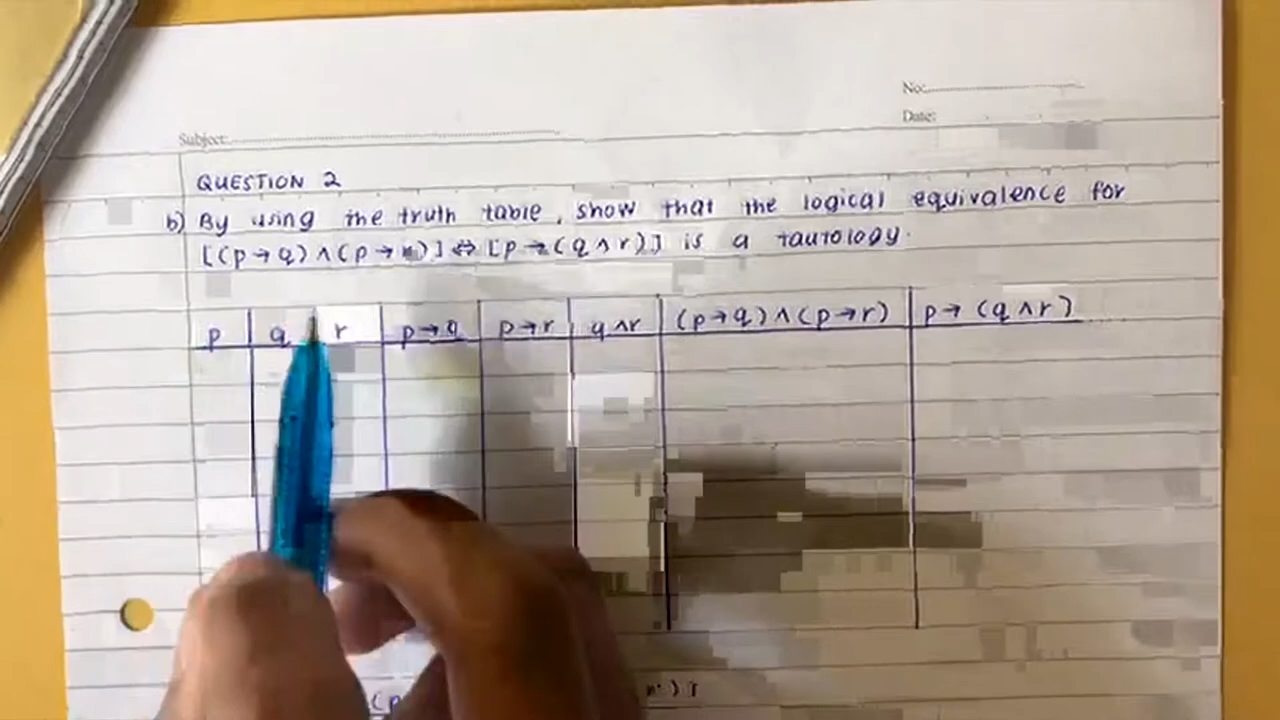 No:
Date:
Subject:
QUESTION 2
b) By using the truth table, show that the logical equivalence for
[(p→q)∧(p→r)]⇔[p→(q∧r)] is a tautology.
p q r p→q p→r q∧r (p→q)∧(p→r) p→(q∧r)